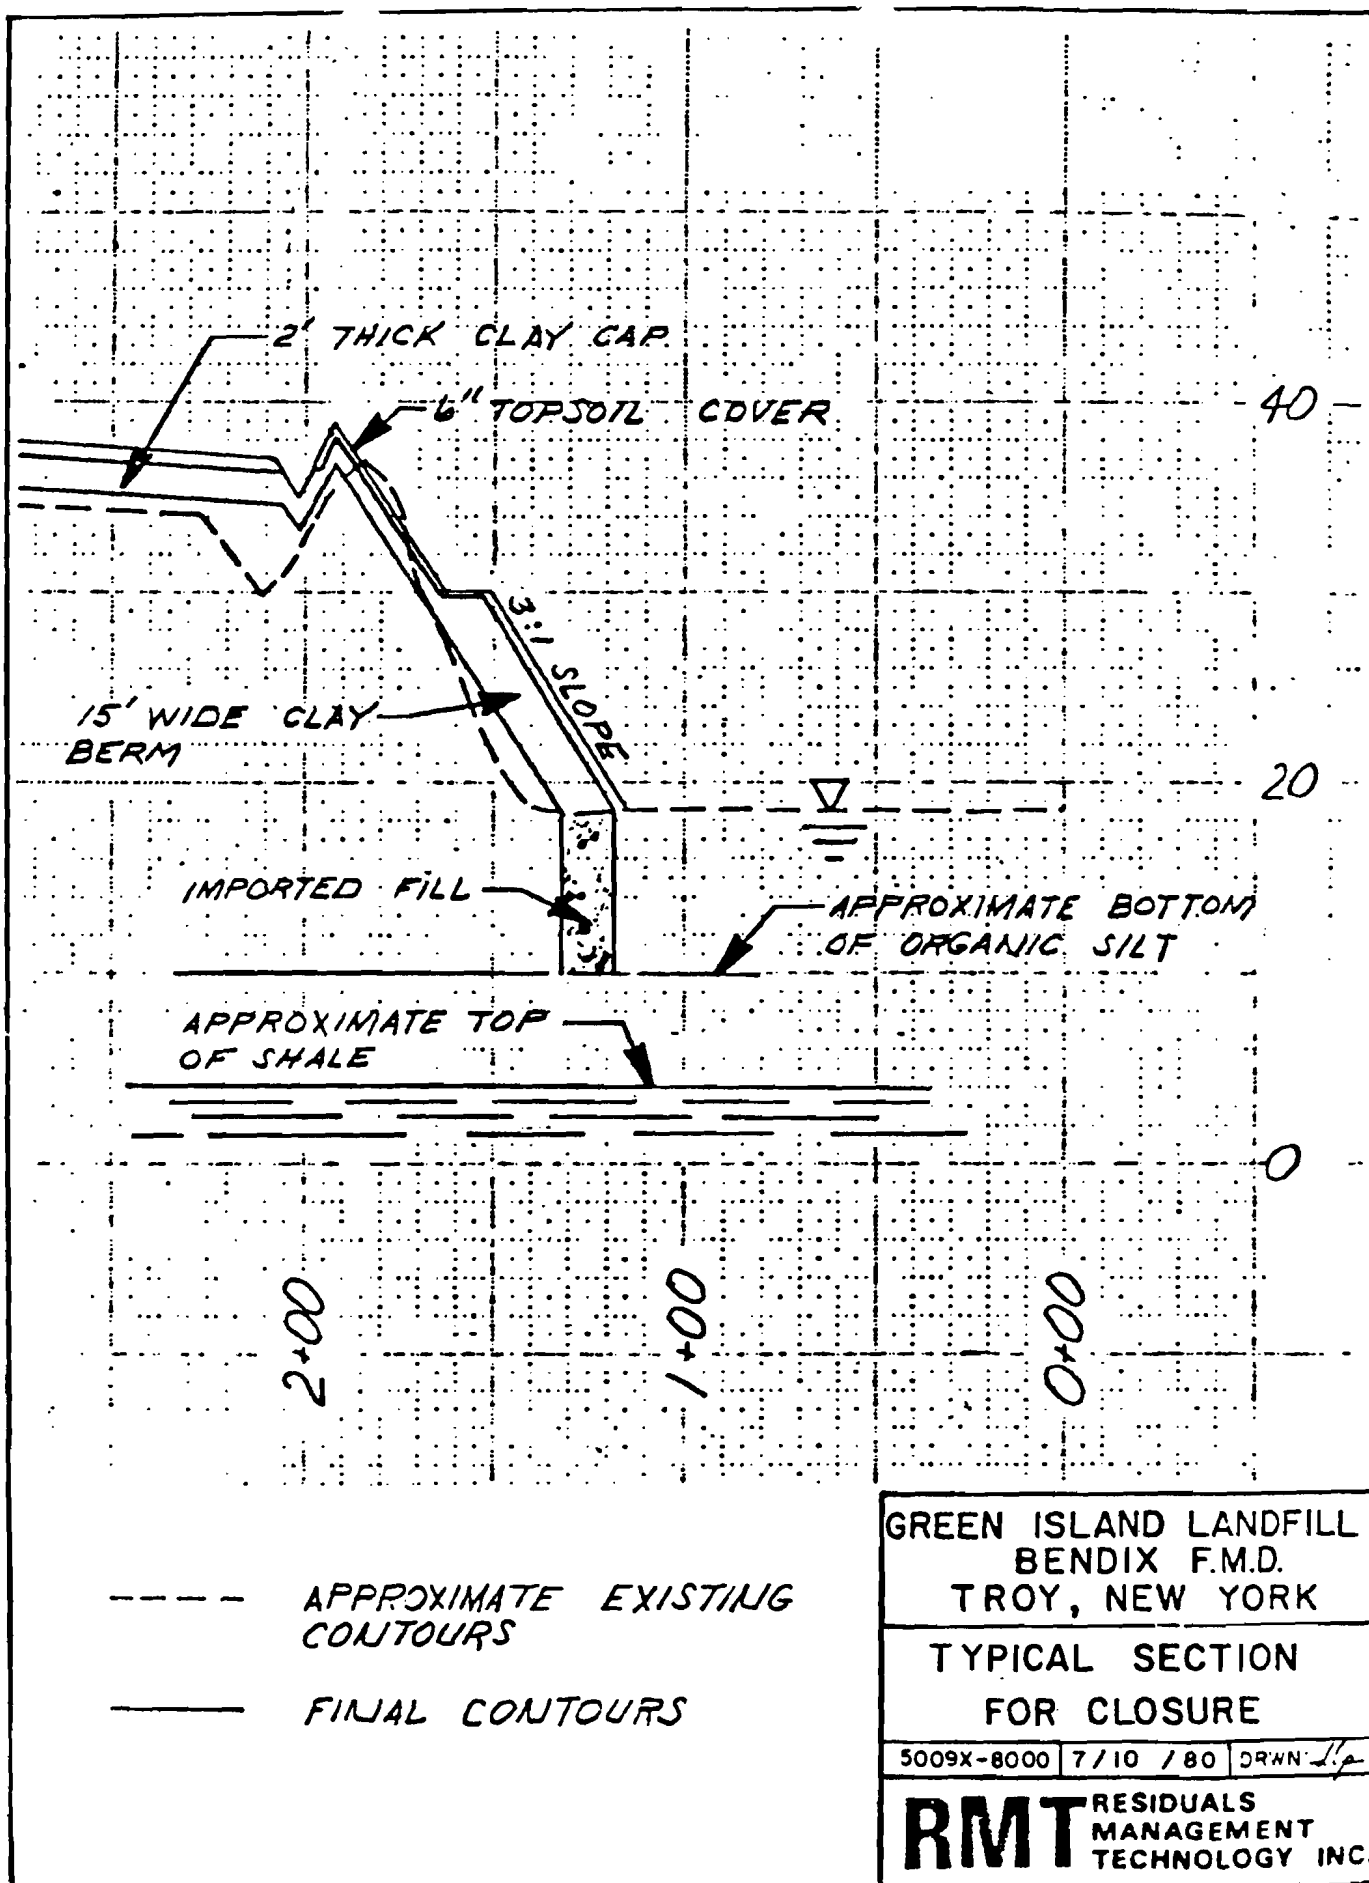 2' THICK CLAY CAP
6" TOPSOIL COVER
40
3:1 SLOPE
15' WIDE CLAY
BERM
20
IMPORTED FILL
APPROXIMATE BOTTOM
OF ORGANIC SILT
APPROXIMATE TOP
OF SHALE
0
2+00
1+00
0+00
APPROXIMATE EXISTING
CONTOURS
FINAL CONTOURS
GREEN ISLAND LANDFILL
BENDIX F.M.D.
TROY, NEW YORK
TYPICAL SECTION
FOR CLOSURE
5009X-8000 7/10/80 DRWN
RMT RESIDUALS
MANAGEMENT
TECHNOLOGY INC.